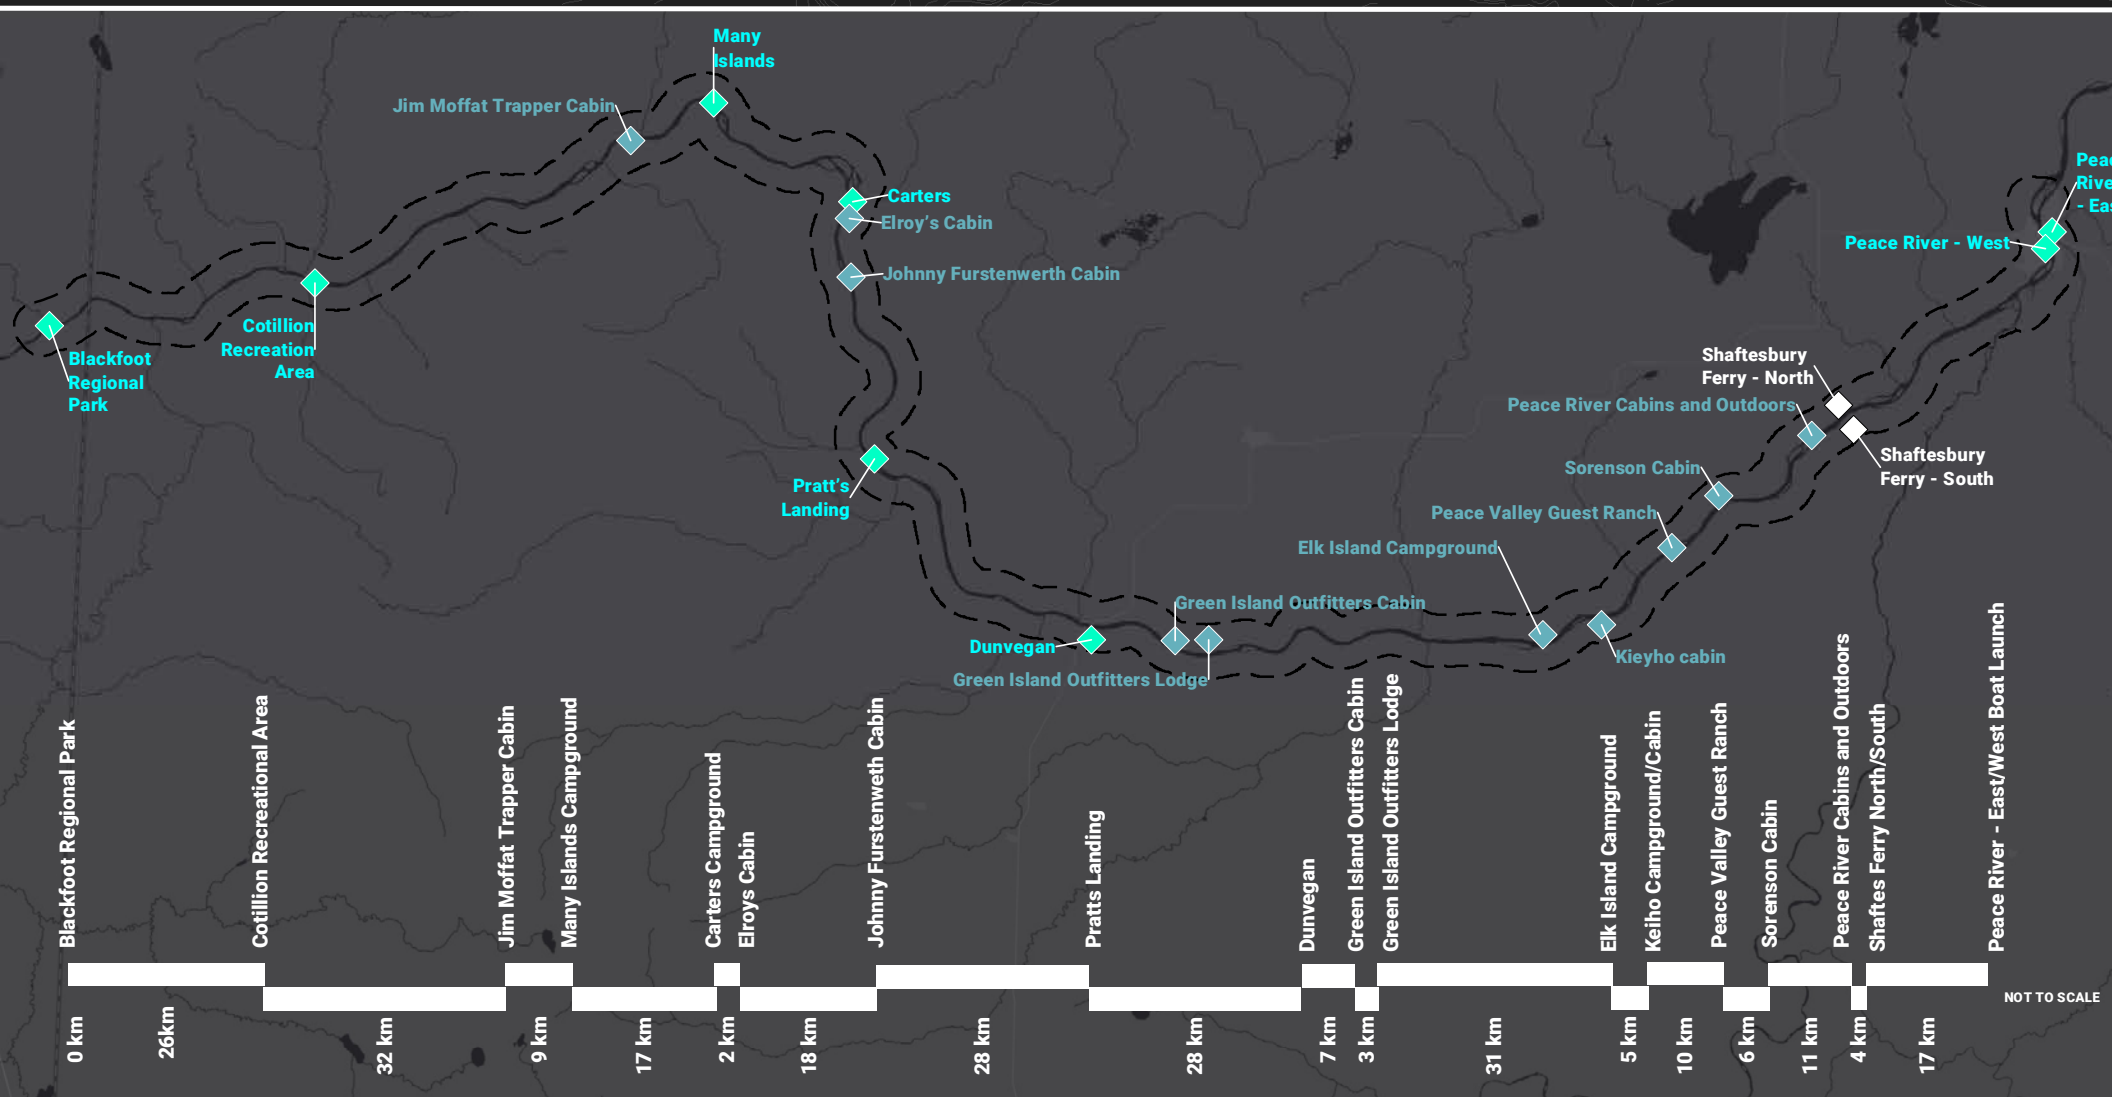 Many
Islands
Jim Moffat Trapper Cabin
Carters
Elroy's Cabin
Johnny Furstenwerth Cabin
Peace River - West
Cotillion
Recreation
Area
Blackfoot
Regional
Park
Shaftesbury
Ferry - North
Peace River Cabins and Outdoors
Shaftesbury
Ferry - South
Sorenson Cabin
Pratt's
Landing
Peace Valley Guest Ranch
Elk Island Campground
Green Island Outfitters Cabin
Dunvegan
Kieyho cabin
Green Island Outfitters Lodge
Blackfoot Regional Park
Cotillion Recreational Area
Jim Moffat Trapper Cabin
Many Islands Campground
Carters Campground
Elroys Cabin
Johnny Furstenweth Cabin
Pratts Landing
Dunvegan
Green Island Outfitters Cabin
Green Island Outfitters Lodge
Elk Island Campground
Keiho Campground/Cabin
Peace Valley Guest Ranch
Sorenson Cabin
Peace River Cabins and Outdoors
Shaftes Ferry North/South
Peace River - East/West Boat Launch
NOT TO SCALE
0 km
26km
32 km
9 km
17 km
2 km
18 km
28 km
28 km
7 km
3 km
31 km
5 km
10 km
6 km
11 km
4 km
17 km